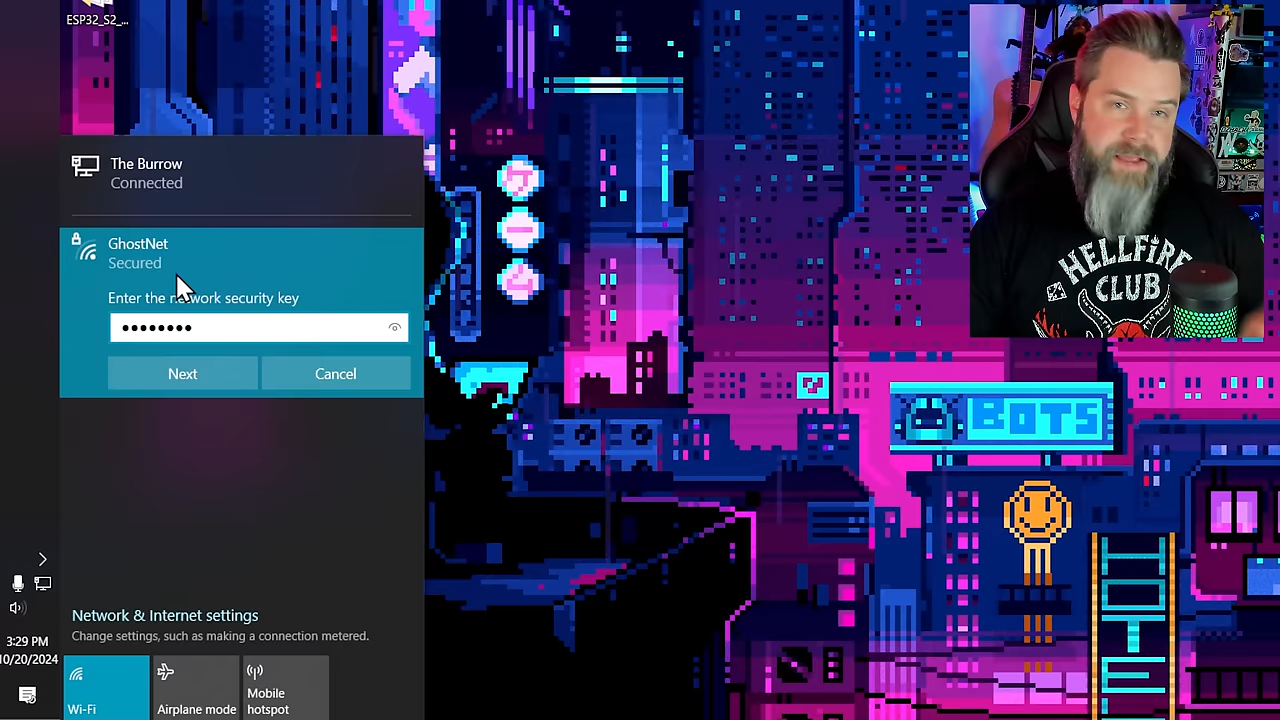 ESP32_S2_...
The Burrow
Connected
GhostNet
Secured
Enter the network security key
Next
Cancel
Network & Internet settings
Change settings, such as making a connection metered.
Wi-Fi
Airplane mode
Mobile
hotspot
3:29 PM
10/20/2024
HELLFIRE
CLUB
BOTS
HOTE